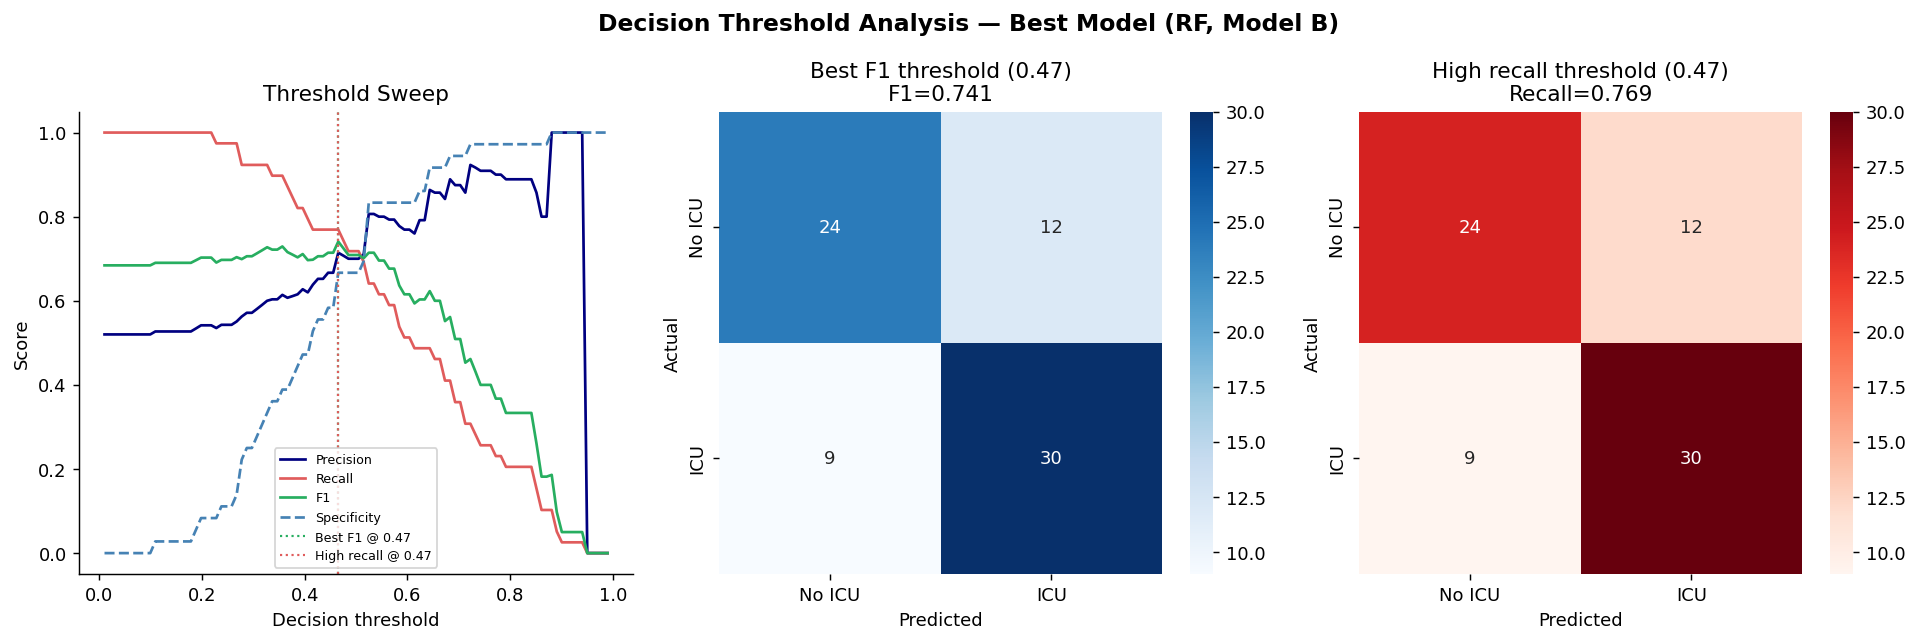 Decision Threshold Analysis — Best Model (RF, Model B)
Threshold Sweep
Score
1.0
0.8
0.6
0.4
0.2
0.0
Precision
Recall
F1
Specificity
Best F1 @ 0.47
High recall @ 0.47
0.0 0.2 0.4 0.6 0.8 1.0
Decision threshold
Best F1 threshold (0.47)
F1=0.741
Actual
No ICU
ICU
24 12
9 30
No ICU ICU
Predicted
30.0
27.5
25.0
22.5
20.0
17.5
15.0
12.5
10.0
High recall threshold (0.47)
Recall=0.769
Actual
No ICU
ICU
24 12
9 30
No ICU ICU
Predicted
30.0
27.5
25.0
22.5
20.0
17.5
15.0
12.5
10.0